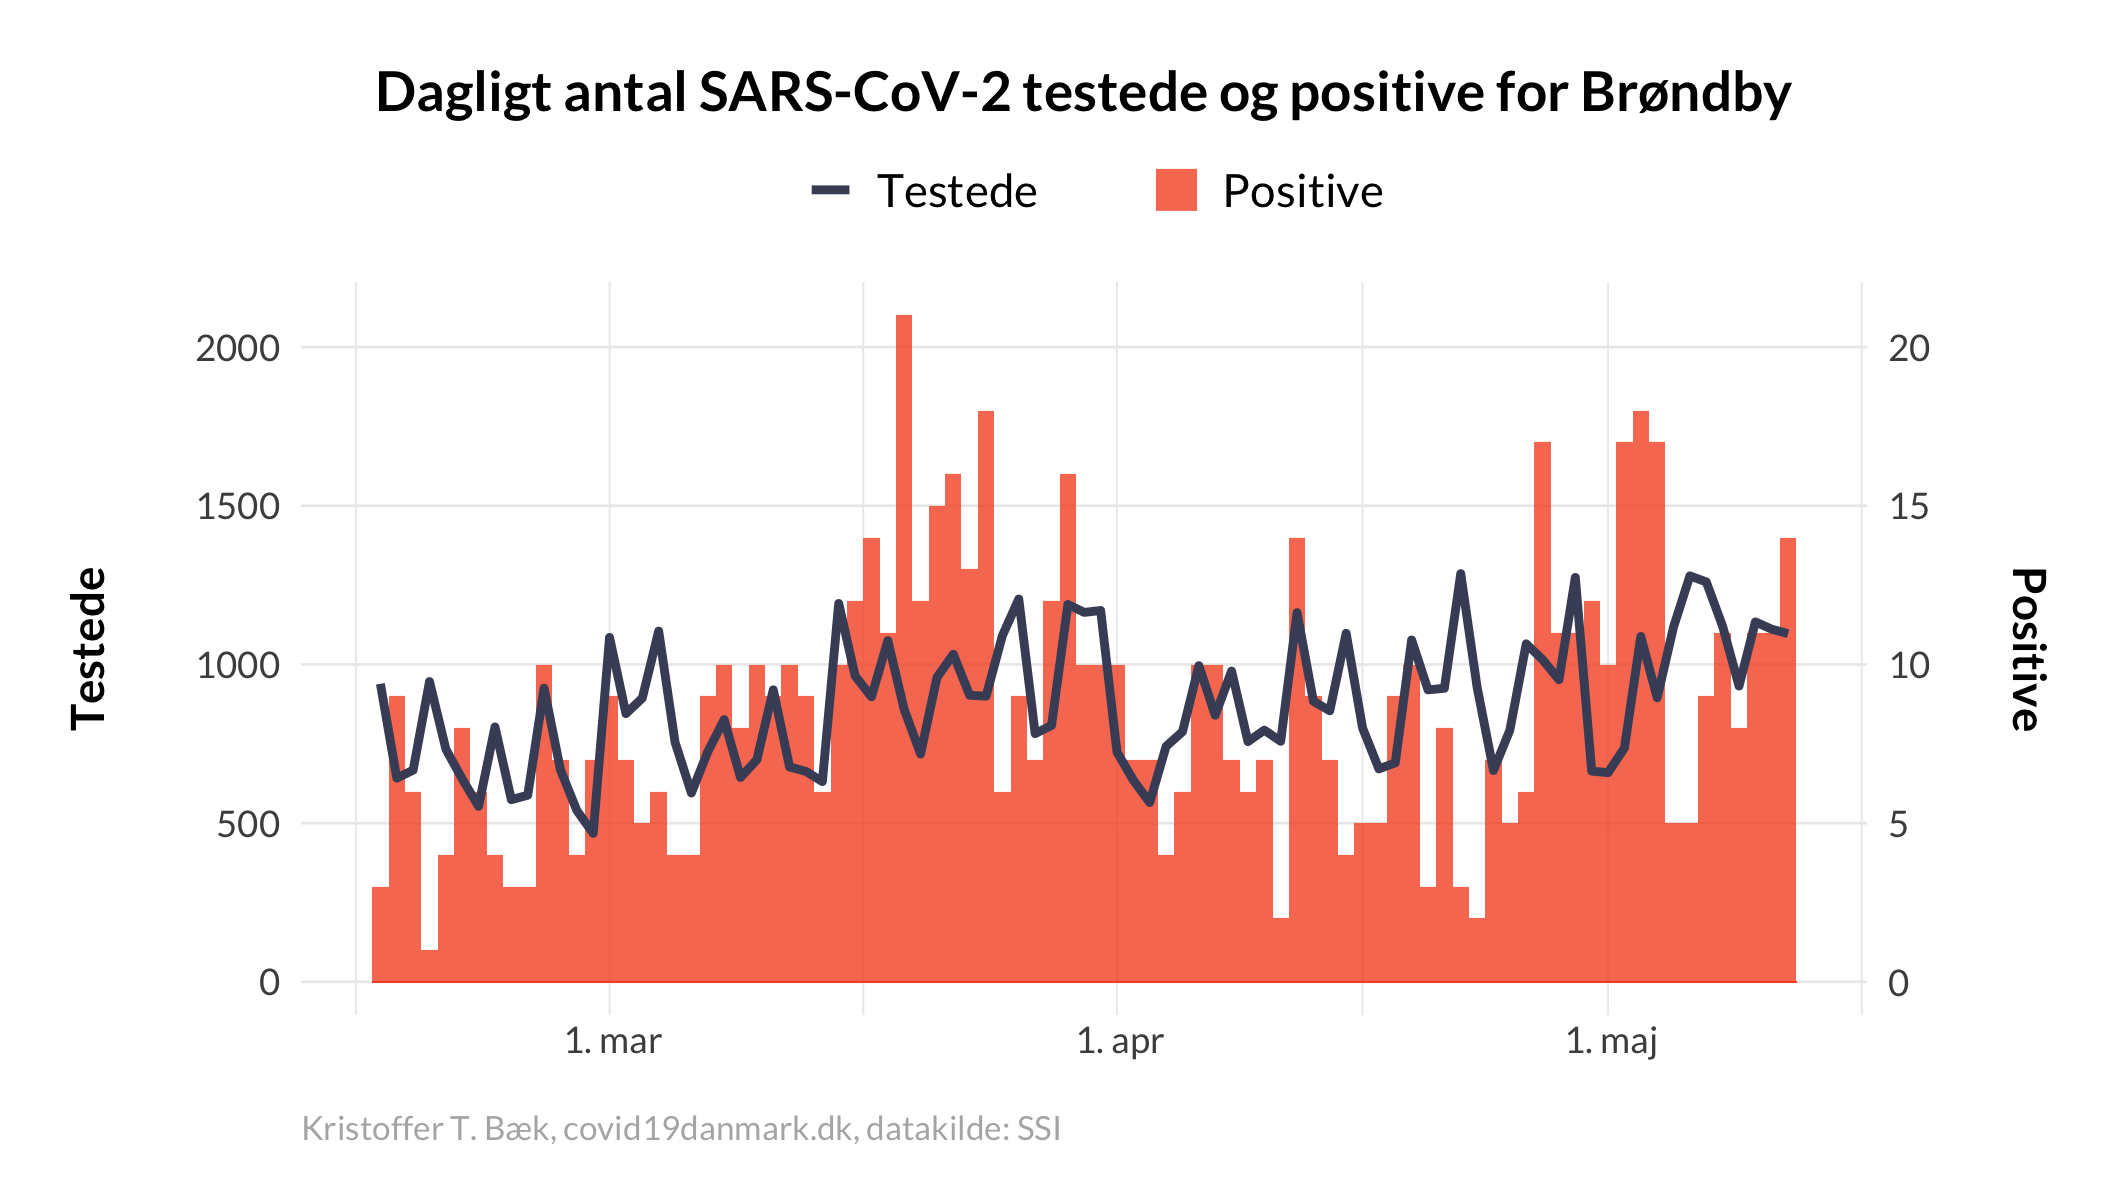 Dagligt antal SARS-CoV-2 testede og positive for Brøndby
Testede
Positive
2000
1500
1000
500
0
20
15
10
5
0
Testede
Positive
1. mar
1. apr
1. maj
Kristoffer T. Bæk, covid19danmark.dk, datakilde: SSI